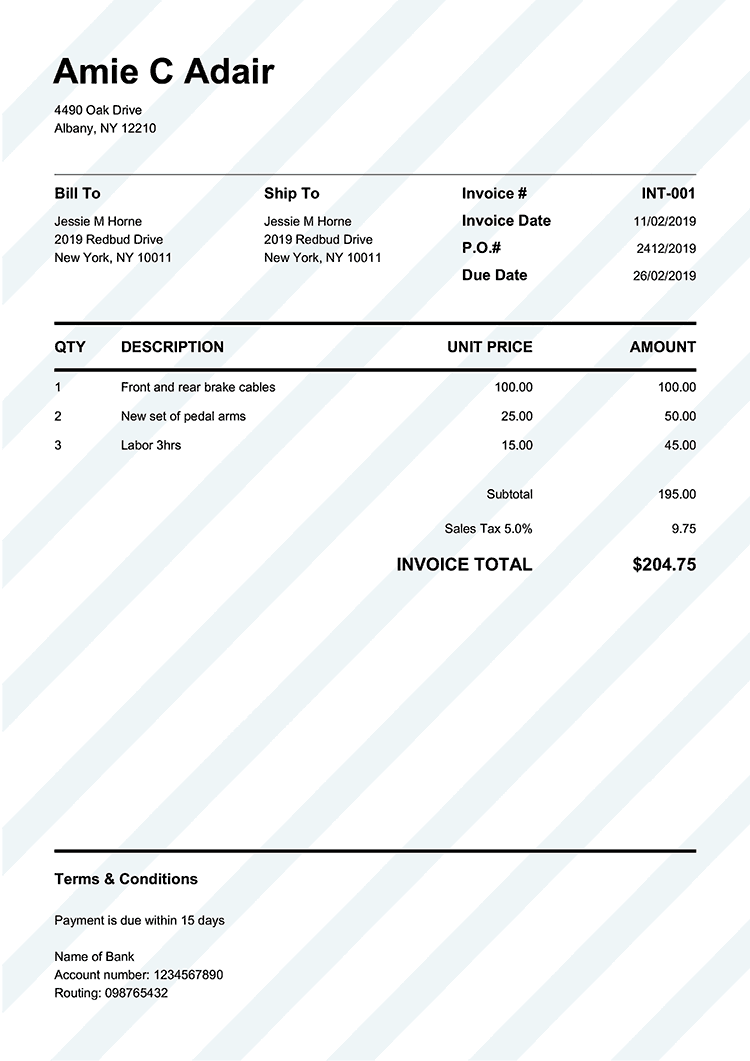 Amie C Adair
4490 Oak Drive
Albany, NY 12210
Bill To
Jessie M Horne
2019 Redbud Drive
New York, NY 10011
Ship To
Jessie M Horne
2019 Redbud Drive
New York, NY 10011
Invoice # INT-001
Invoice Date 11/02/2019
P.O.# 2412/2019
Due Date 26/02/2019
QTY DESCRIPTION UNIT PRICE AMOUNT
1 Front and rear brake cables 100.00 100.00
2 New set of pedal arms 25.00 50.00
3 Labor 3hrs 15.00 45.00
Subtotal 195.00
Sales Tax 5.0% 9.75
INVOICE TOTAL $204.75
Terms & Conditions
Payment is due within 15 days
Name of Bank
Account number: 1234567890
Routing: 098765432